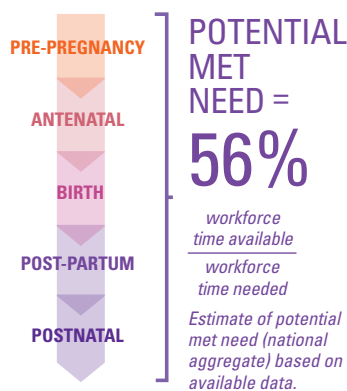 PRE-PREGNANCY
ANTENATAL
BIRTH
POST-PARTUM
POSTNATAL
POTENTIAL
MET
NEED =
56%
workforce
time available
workforce
time needed
Estimate of potential
met need (national
aggregate) based on
available data.